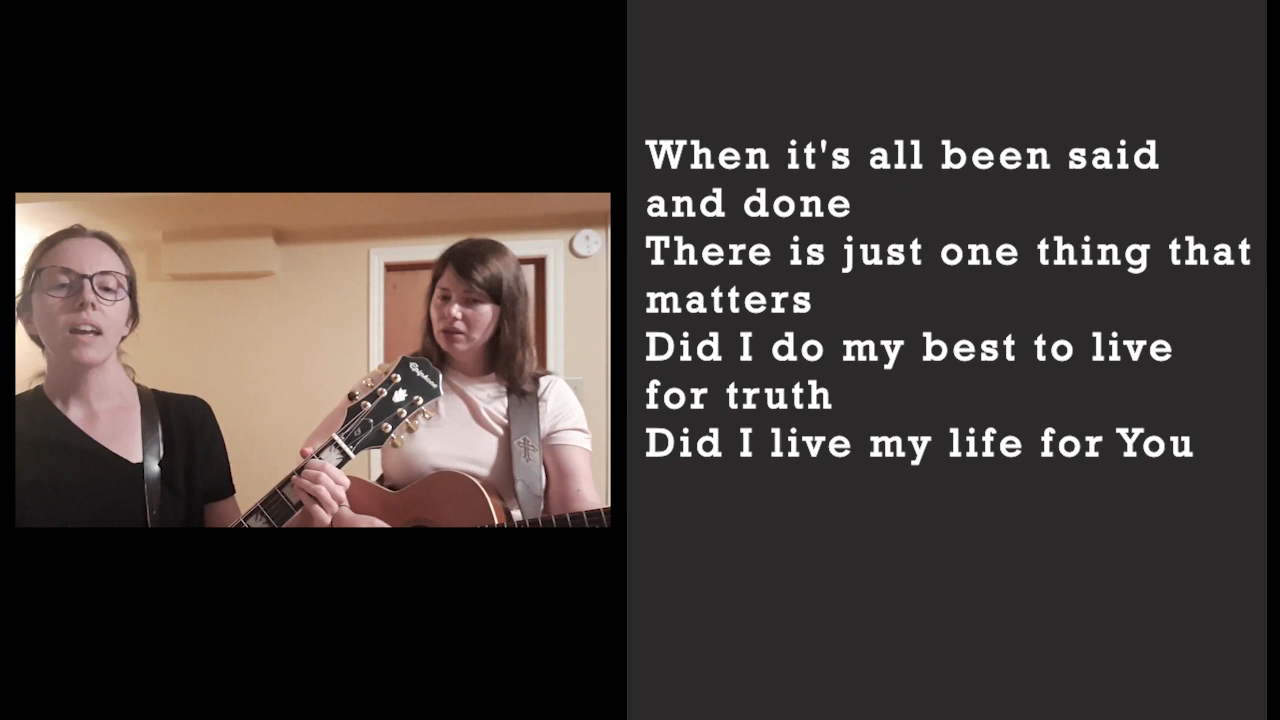 Epiphone
When it's all been said
and done
There is just one thing that
matters
Did I do my best to live
for truth
Did I live my life for You